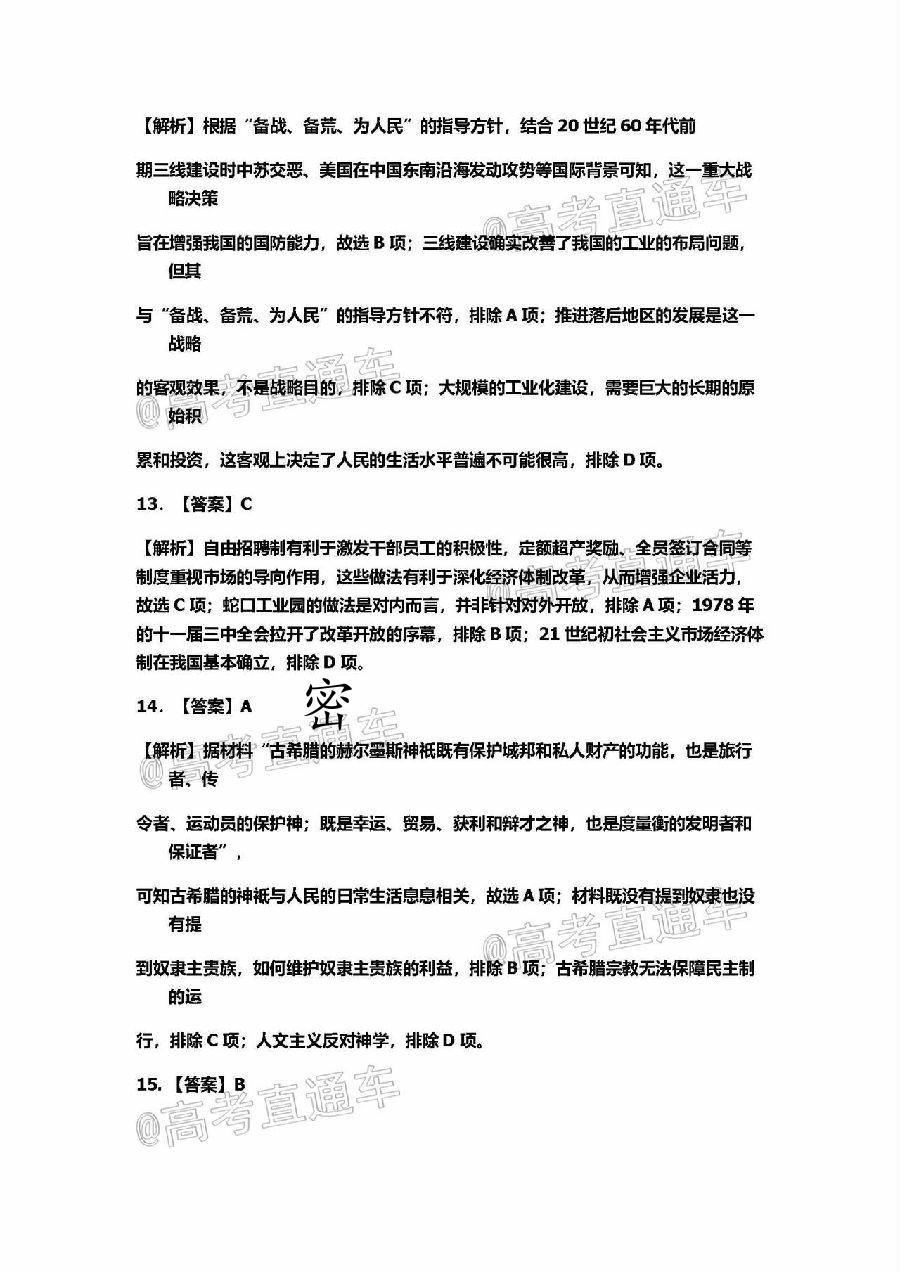 【解析】根据“备战、备荒、为人民”的指导方针，结合 20 世纪 60 年代前
期三线建设时中苏交恶、美国在中国东南沿海发动攻势等国际背景可知，这一重大战
略决策
@高考直通车
旨在增强我国的国防能力，故选 B 项；三线建设确实改善了我国的工业的布局问题，
但其
与“备战、备荒、为人民”的指导方针不符，排除 A 项；推进落后地区的发展是这一
战略
的客观效果，不是战略目的，排除 C 项；大规模的工业化建设，需要巨大的长期的原
始积
@高考直通车
累和投资，这客观上决定了人民的生活水平普遍不可能很高，排除 D 项。
13. 【答案】C
【解析】自由招聘制有利于激发干部员工的积极性，定额超产奖励、全员签订合同等
制度重视市场的导向作用，这些做法有利于深化经济体制改革，从而增强企业活力，
@高考直通车
故选 C 项；蛇口工业园的做法是对内而言，并非针对对外开放，排除 A 项；1978 年
的十一届三中全会拉开了改革开放的序幕，排除 B 项；21 世纪初社会主义市场经济体
制在我国基本确立，排除 D 项。
14. 【答案】A
密
@高考直通车
【解析】据材料“古希腊的赫尔墨斯神祇既有保护城邦和私人财产的功能，也是旅行
者、传
令者、运动员的保护神；既是幸运、贸易、获利和辩才之神，也是度量衡的发明者和
保证者”，
可知古希腊的神祇与人民的日常生活息息相关，故选 A 项；材料既没有提到奴隶也没
有提
@高考直通车
到奴隶主贵族，如何维护奴隶主贵族的利益，排除 B 项；古希腊宗教无法保障民主制
的运
行，排除 C 项；人文主义反对神学，排除 D 项。
15. 【答案】B
@高考直通车